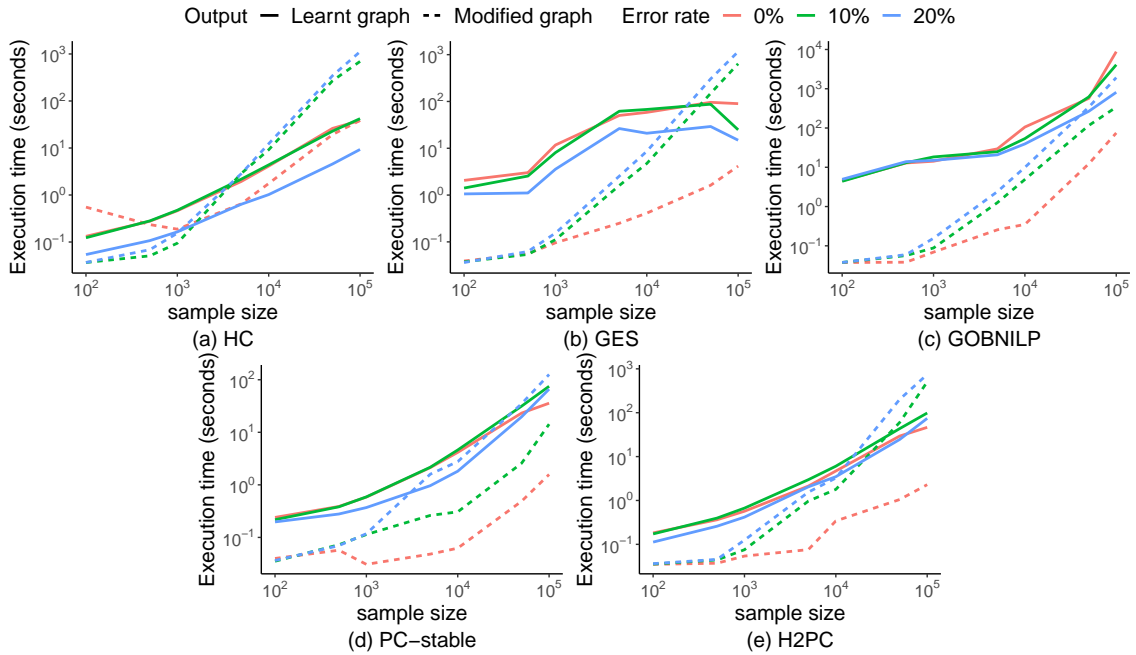 Output Learnt graph Modified graph Error rate 0% 10% 20%
Execution time (seconds)
10³
10²
10¹
10⁰
10⁻¹
10² 10³ 10⁴ 10⁵
sample size
(a) HC
Execution time (seconds)
10³
10²
10¹
10⁰
10⁻¹
10² 10³ 10⁴ 10⁵
sample size
(b) GES
Execution time (seconds)
10⁴
10³
10²
10¹
10⁰
10⁻¹
10² 10³ 10⁴ 10⁵
sample size
(c) GOBNILP
Execution time (seconds)
10²
10¹
10⁰
10⁻¹
10² 10³ 10⁴ 10⁵
sample size
(d) PC−stable
Execution time (seconds)
10³
10²
10¹
10⁰
10⁻¹
10² 10³ 10⁴ 10⁵
sample size
(e) H2PC